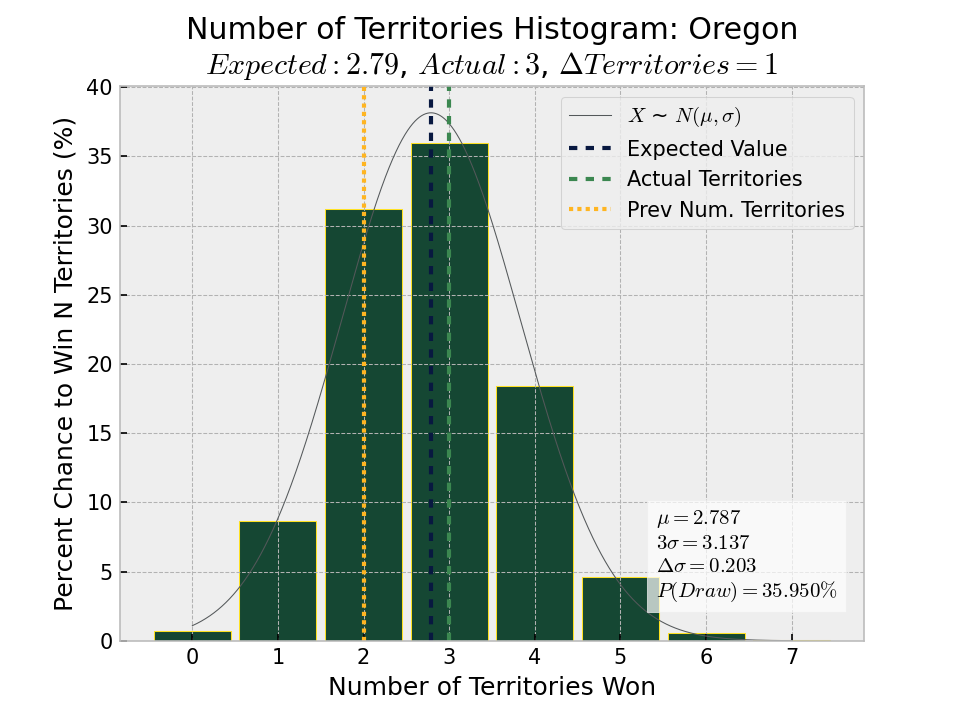 Number of Territories Histogram: Oregon
Expected : 2.79, Actual : 3, ΔTerritories = 1
Percent Chance to Win N Territories (%)
40
35
30
25
20
15
10
5
0
X ∼ N(μ, σ)
Expected Value
Actual Territories
Prev Num. Territories
μ = 2.787
3σ = 3.137
Δσ = 0.203
P(Draw) = 35.950%
0 1 2 3 4 5 6 7
Number of Territories Won